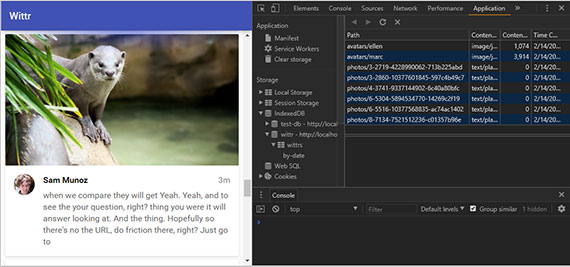 Wittr
Sam Munoz 3m
when we compare they will get Yeah. Yeah, and to
see the your question, right? thing you were it will
answer looking at. And the thing. Hopefully so
there's no the URL, do friction there, right? Just go
to
Elements Console Sources Network Performance Memory Application
Application
Manifest
Service Workers
Clear storage
Storage
Local Storage
Session Storage
IndexedDB
test-db - http://local
wittr - http://localho
wittrs
by-date
Web SQL
Cookies
Path Conten... Conten... Time C...
avatars/ellen image/j... 1,074 2/14/20...
avatars/marc image/j... 3,914 2/14/20...
photos/3-2719-4228990062-713b225abd text/pla... 2/14/20...
photos/3-2860-10377601845-597c4b49c7 text/pla... 2/14/20...
photos/4-3741-9337144902-6c40a80bfc text/pla... 2/14/20...
photos/6-5304-5894534770-14269c2f19 text/pla... 2/14/20...
photos/6-5516-10377568835-ac74ac1402 text/pla... 2/14/20...
photos/8-7134-7521512236-c01357b96e text/pla... 2/14/20...
Console
top Filter Default levels Group similar 1 hidden